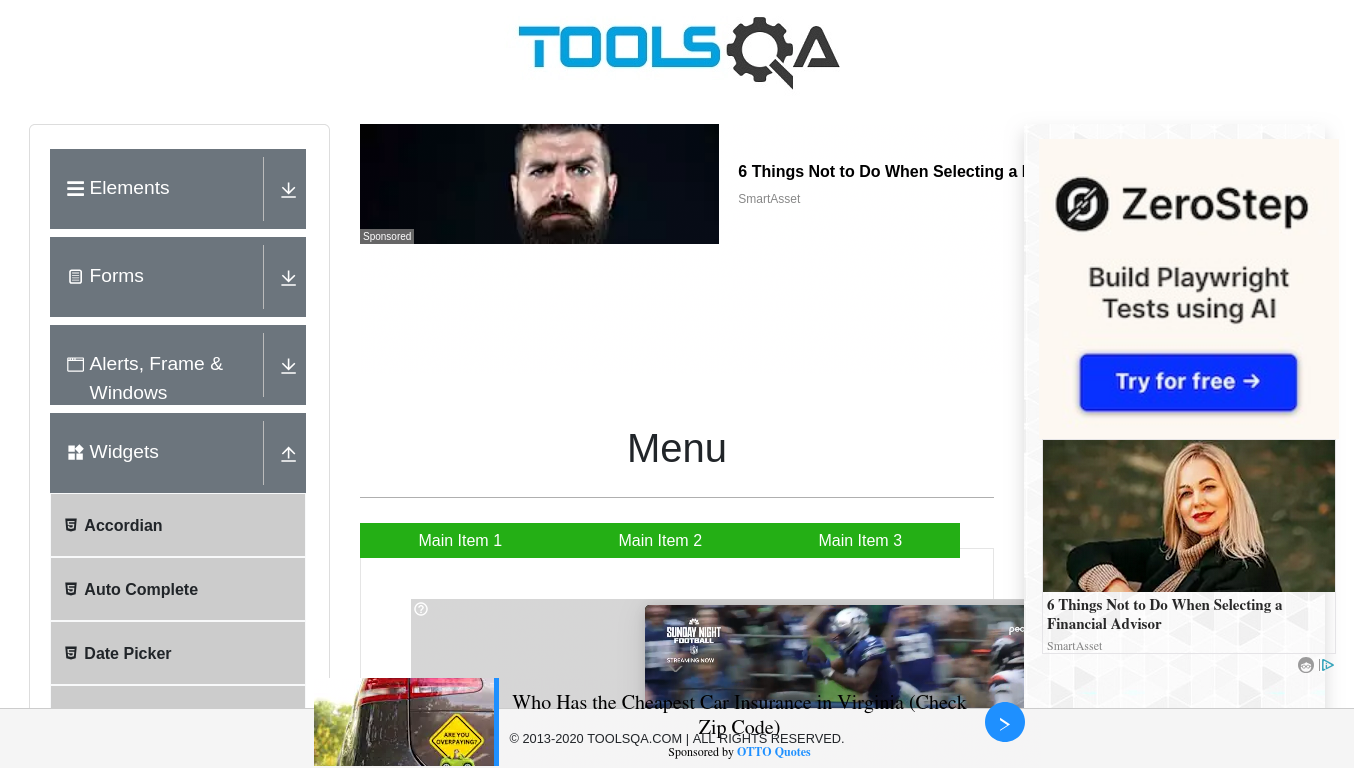 TOOLSQA
Elements
Forms
Alerts, Frame &
Windows
Widgets
Accordian
Auto Complete
Date Picker
Sponsored
6 Things Not to Do When Selecting a
SmartAsset
Menu
Main Item 1
Main Item 2
Main Item 3
SUNDAY NIGHT
FOOTBALL
STREAMING NOW
ZeroStep
Build Playwright
Tests using AI
Try for free →
6 Things Not to Do When Selecting a
Financial Advisor
SmartAsset
ARE YOU
OVERPAYING?
Who Has the Cheapest Car Insurance in Virginia (Check
Zip Code)
© 2013-2020 TOOLSQA.COM | ALL RIGHTS RESERVED.
Sponsored by OTTO Quotes